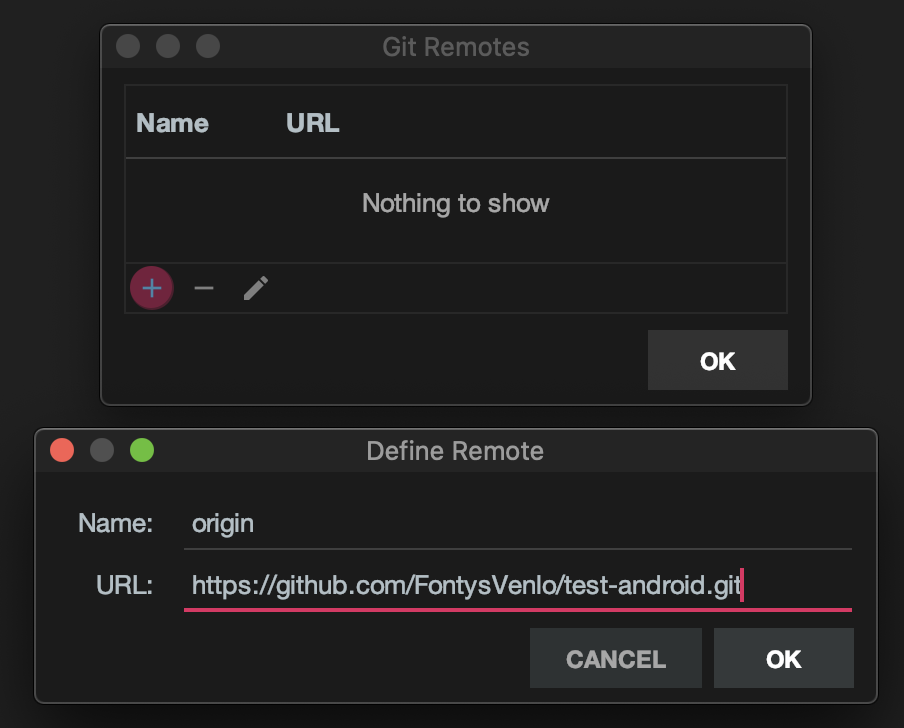 Git Remotes
Name URL
Nothing to show
OK
Define Remote
Name: origin
URL: https://github.com/FontysVenlo/test-android.git
CANCEL OK